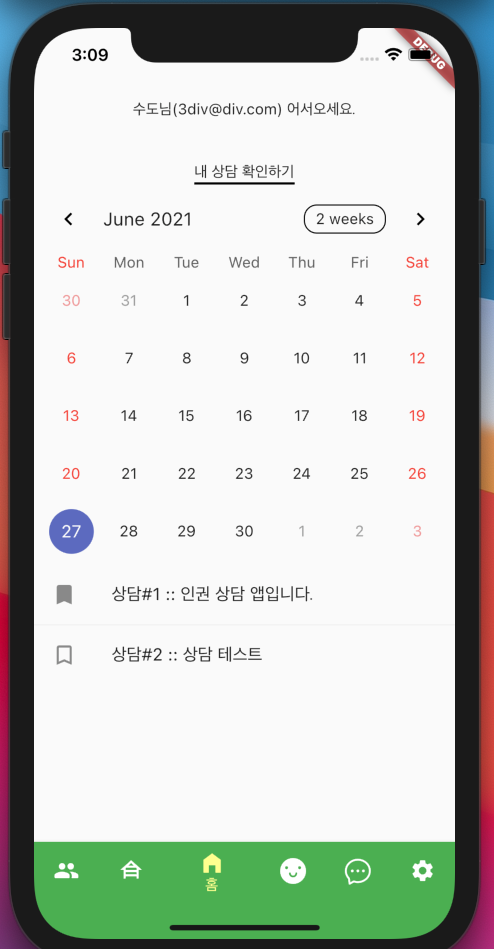 3:09
DEBUG
수도님(3div@div.com) 어서오세요.
내 상담 확인하기
June 2021
2 weeks
Sun Mon Tue Wed Thu Fri Sat
30 31 1 2 3 4 5
6 7 8 9 10 11 12
13 14 15 16 17 18 19
20 21 22 23 24 25 26
27 28 29 30 1 2 3
상담#1 :: 인권 상담 앱입니다.
상담#2 :: 상담 테스트
홈